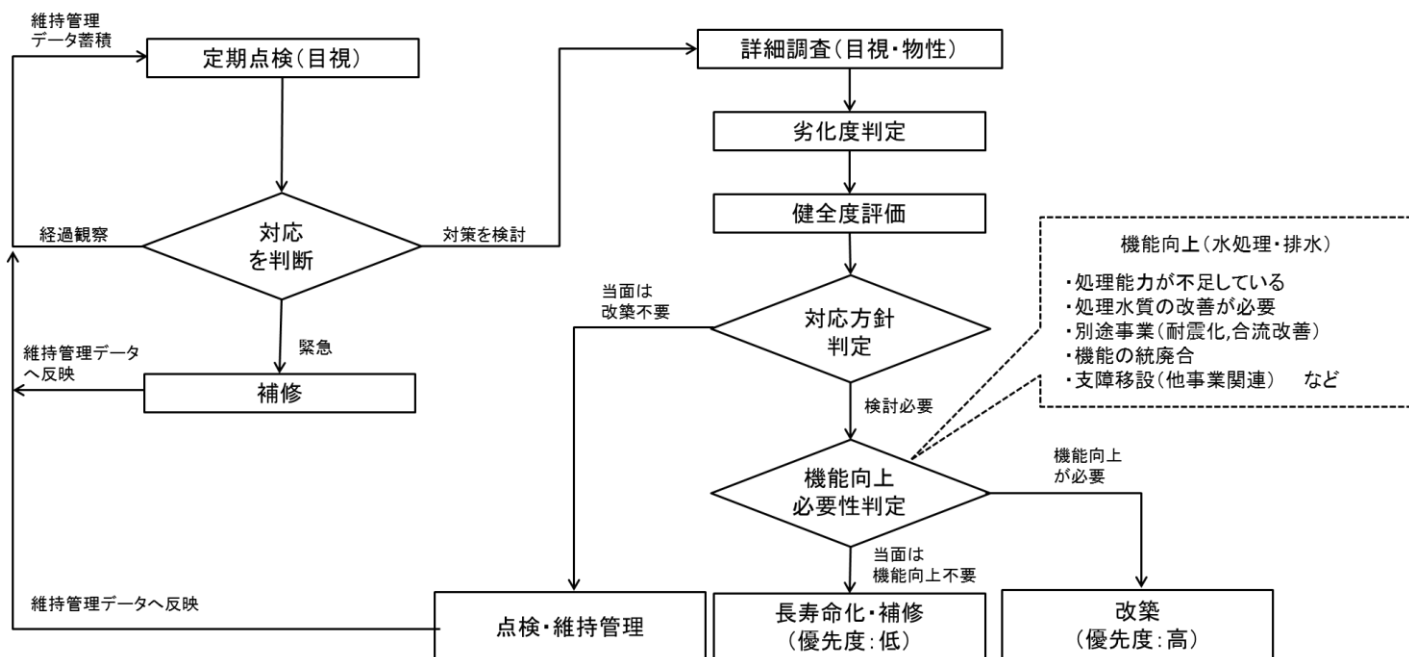 維持管理
データ蓄積
定期点検(目視)
詳細調査(目視・物性)
劣化度判定
健全度評価
経過観察
対応
を判断
対策を検討
機能向上(水処理・排水)
・処理能力が不足している
・処理水質の改善が必要
・別途事業(耐震化,合流改善)
・機能の統廃合
・支障移設(他事業関連) など
当面は
改築不要
対応方針
判定
緊急
維持管理データ
へ反映
補修
検討必要
機能向上
必要性判定
機能向上
が必要
当面は
機能向上不要
維持管理データへ反映
点検・維持管理
長寿命化・補修
(優先度:低)
改築
(優先度:高)